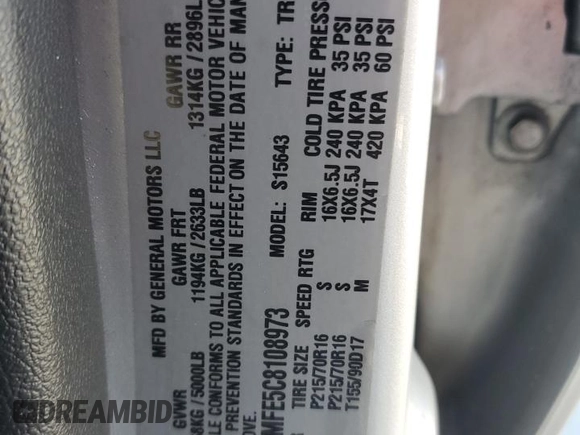 MFD BY GENERAL MOTORS LLC
GVWR GAWR FRT GAWR RR
8KG / 5000LB 1194KG / 2633LB 1314KG / 2896L
LE CONFORMS TO ALL APPLICABLE FEDERAL MOTOR VEHIC
PREVENTION STANDARDS IN EFFECT ON THE DATE OF MAN
OVE.
MFE5C8108973 MODEL: S15643 TYPE: TR
TIRE SIZE SPEED RTG RIM COLD TIRE PRESS
P215/70R16 S 16X6.5J 240 KPA 35 PSI
P215/70R16 S 16X6.5J 240 KPA 35 PSI
T155/90D17 M 17X4T 420 KPA 60 PSI
DREAMBID